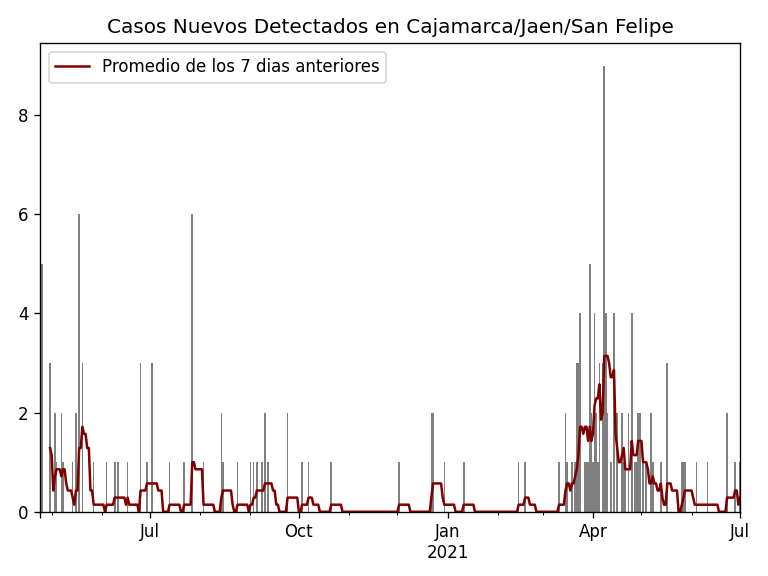 Casos Nuevos Detectados en Cajamarca/Jaen/San Felipe
Promedio de los 7 dias anteriores
8
6
4
2
0
Jul
Oct
Jan
2021
Apr
Jul